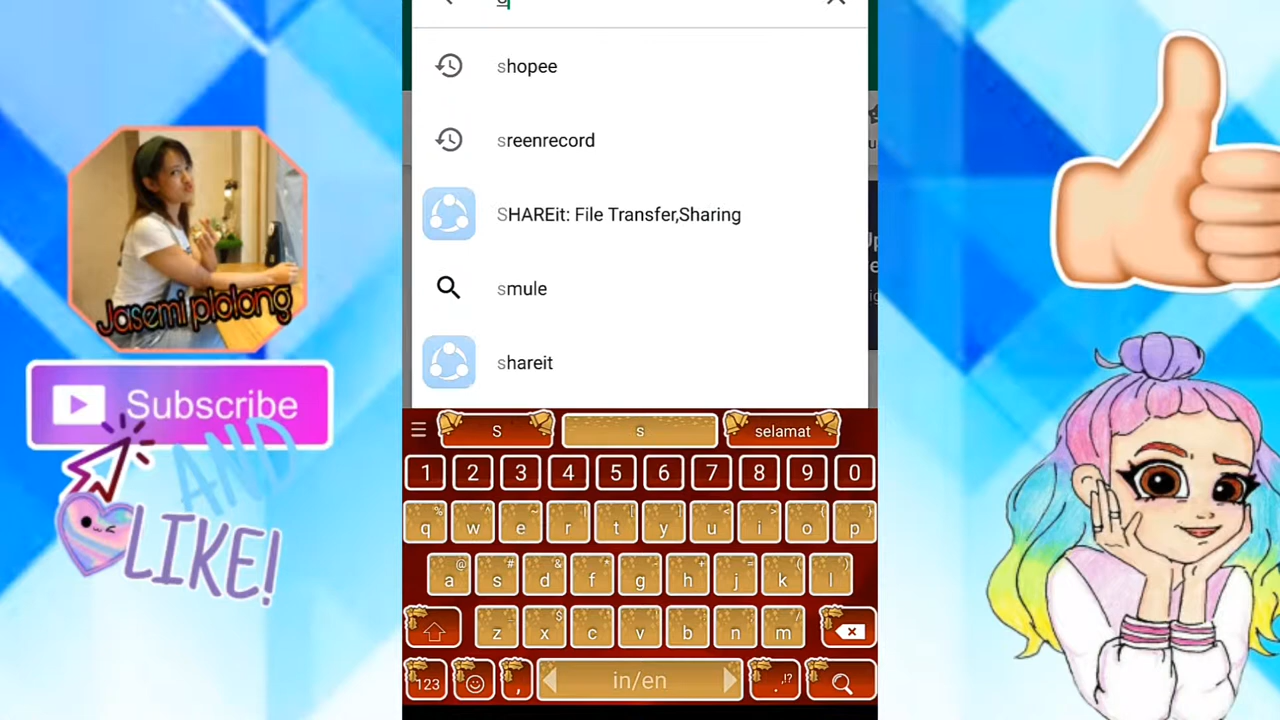 shopee
sreenrecord
SHAREit: File Transfer,Sharing
smule
shareit
Jasemi plolong
Subscribe
AND
LIKE!
S s selamat
1 2 3 4 5 6 7 8 9 0
q w e r t y u i o p
a s d f g h j k l
z x c v b n m
123 , in/en . ,!?